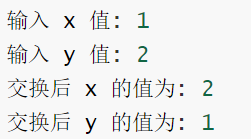 输入 x 值: 1
输入 y 值: 2
交换后 x 的值为: 2
交换后 y 的值为: 1